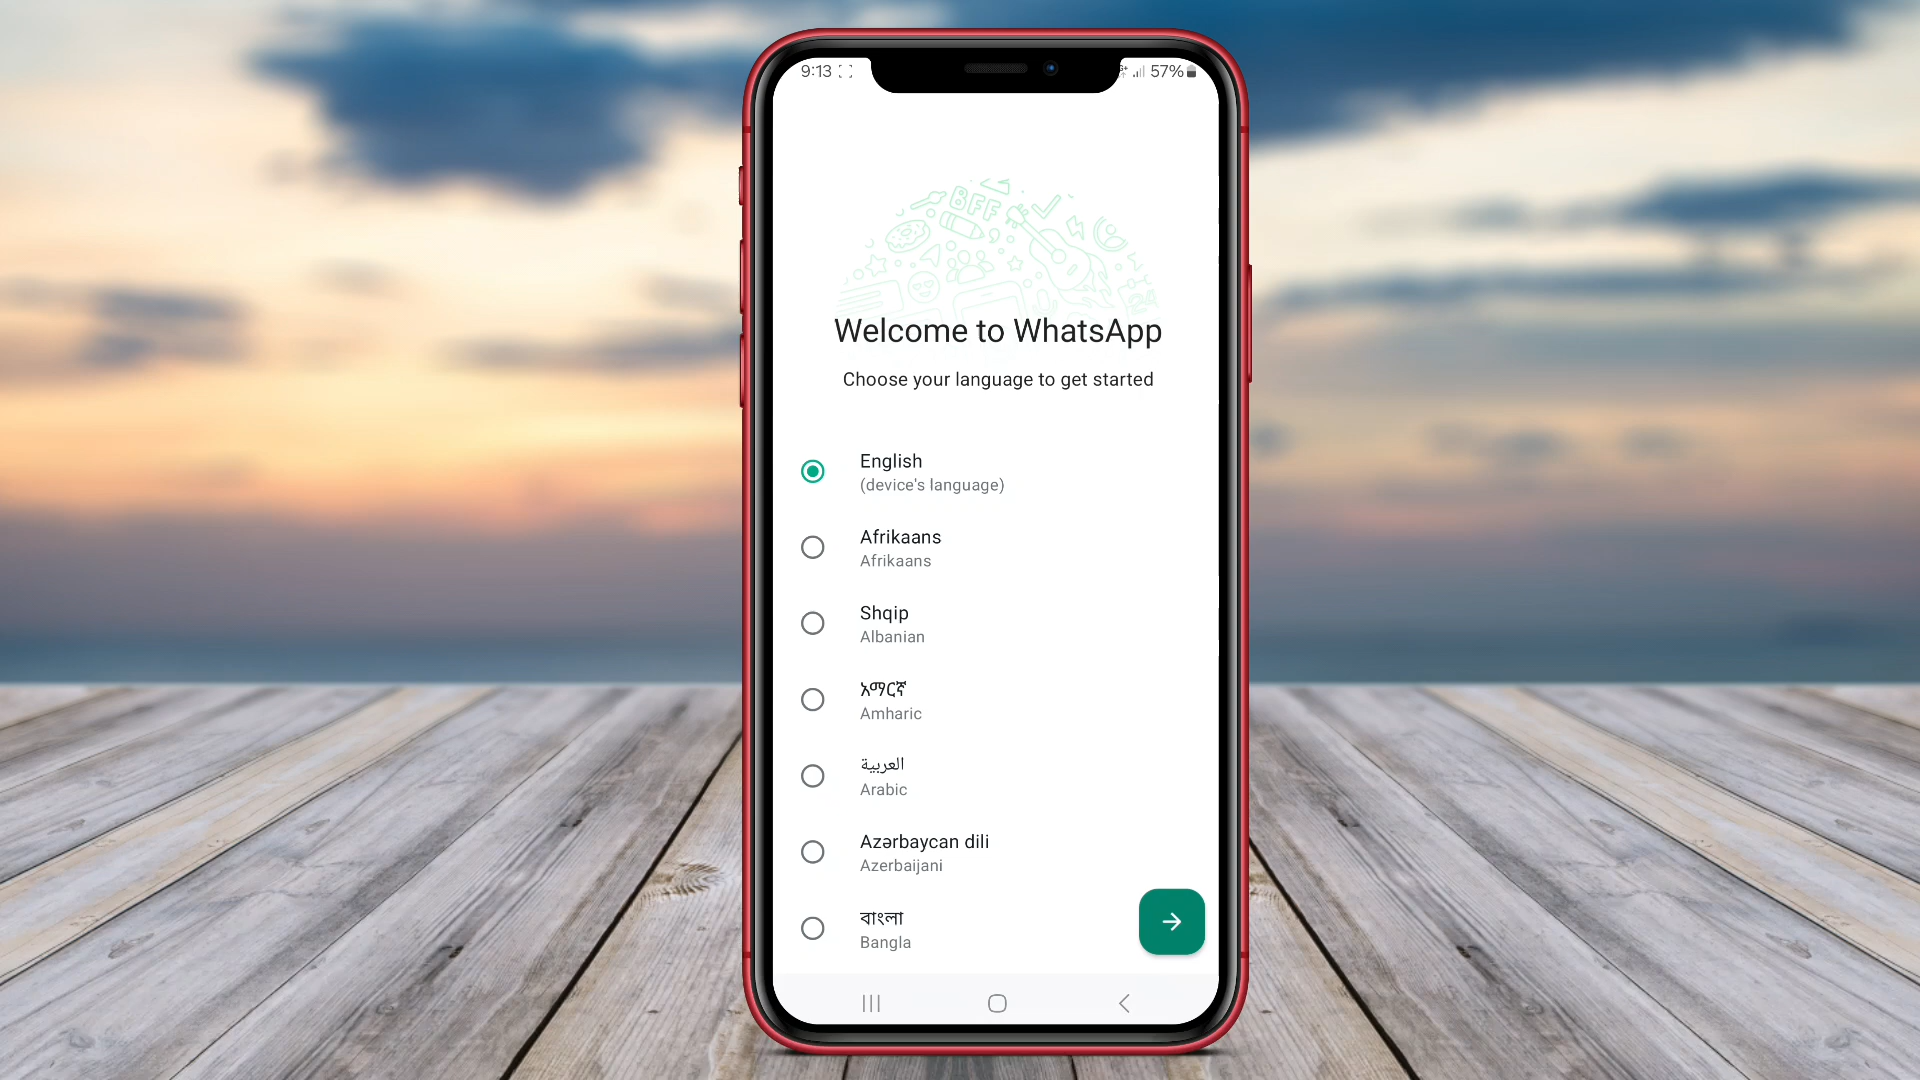 9:13
57%
BFF
Welcome to WhatsApp
Choose your language to get started
English
(device's language)
Afrikaans
Afrikaans
Shqip
Albanian
አማርኛ
Amharic
العربية
Arabic
Azərbaycan dili
Azerbaijani
বাংলা
Bangla